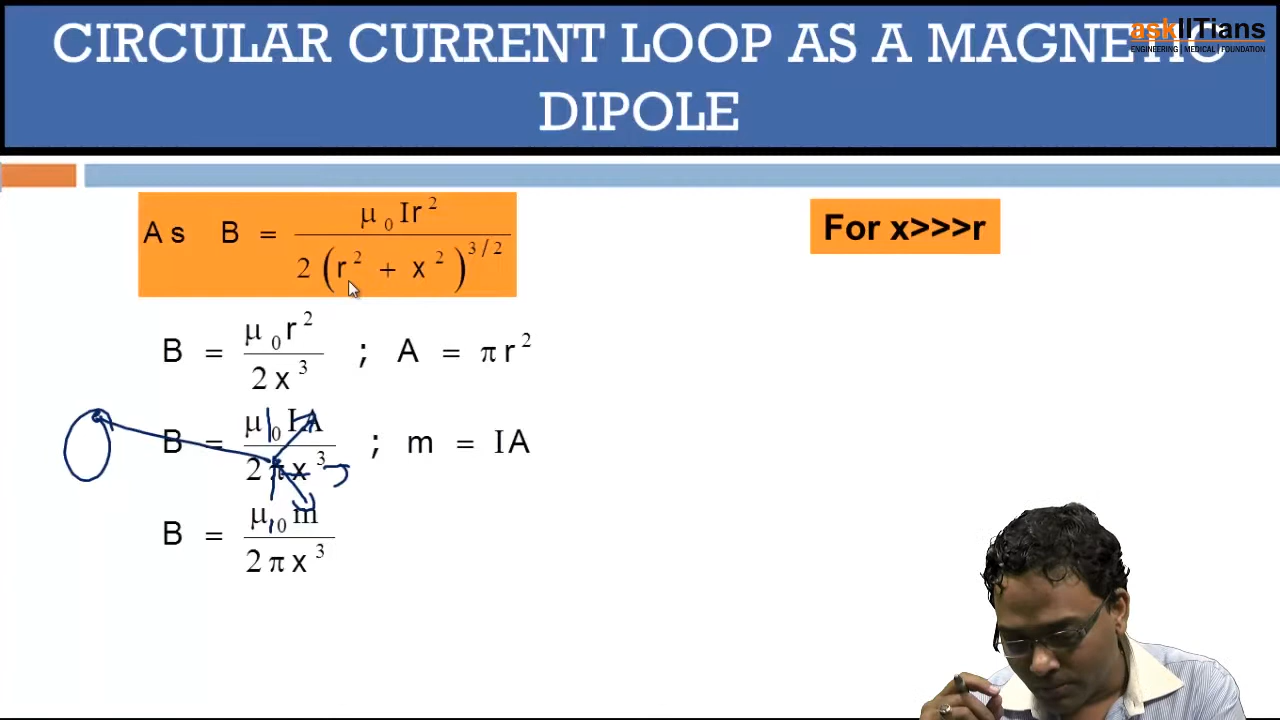 CIRCULAR CURRENT LOOP AS A MAGNETIC
DIPOLE
askIITians
ENGINEERING | MEDICAL | FOUNDATION
As B = μ₀Ir² / 2(r² + x²)^3/2
For x>>>r
B = μ₀r² / 2x³ ; A = πr²
B = μ₀IA / 2πx³ ; m = IA
B = μ₀m / 2πx³